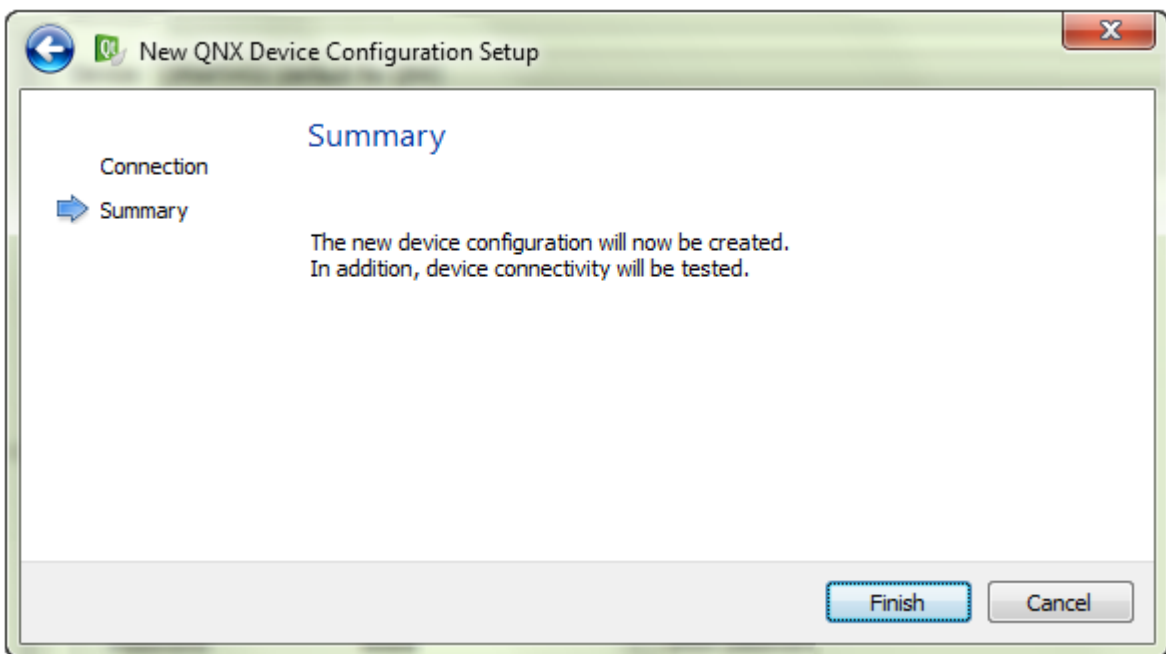 New QNX Device Configuration Setup
Summary
Connection
Summary
The new device configuration will now be created.
In addition, device connectivity will be tested.
Finish
Cancel